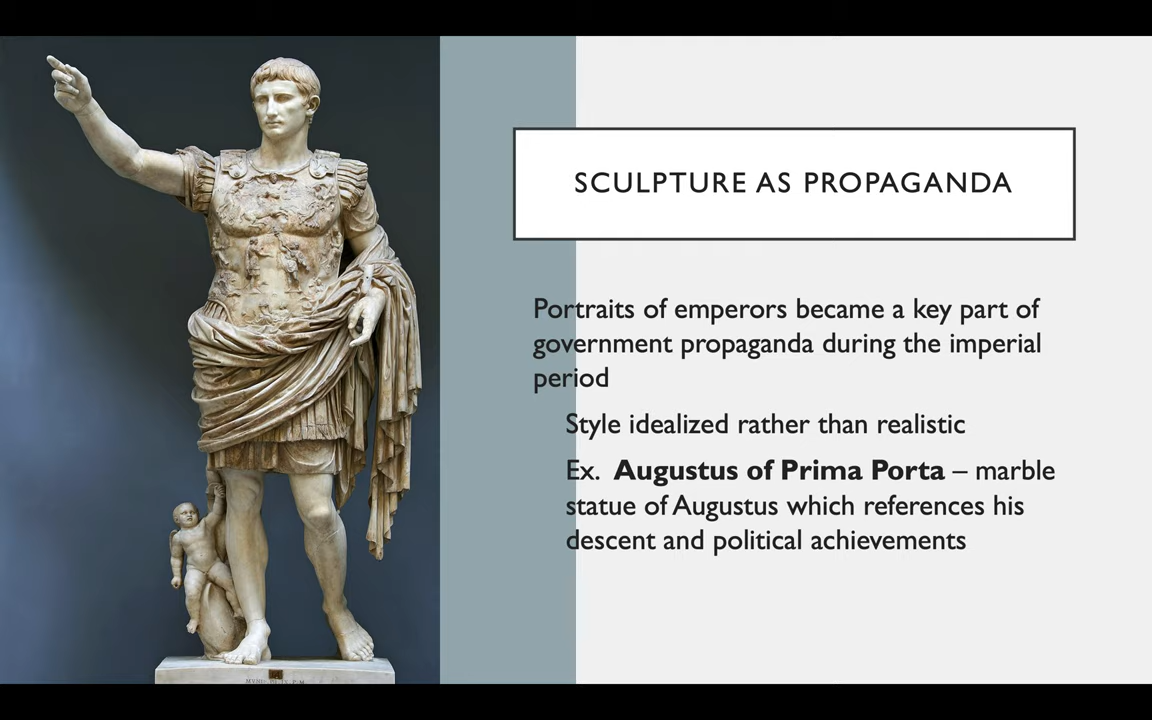 SCULPTURE AS PROPAGANDA
Portraits of emperors became a key part of
government propaganda during the imperial
period
Style idealized rather than realistic
Ex. Augustus of Prima Porta – marble
statue of Augustus which references his
descent and political achievements